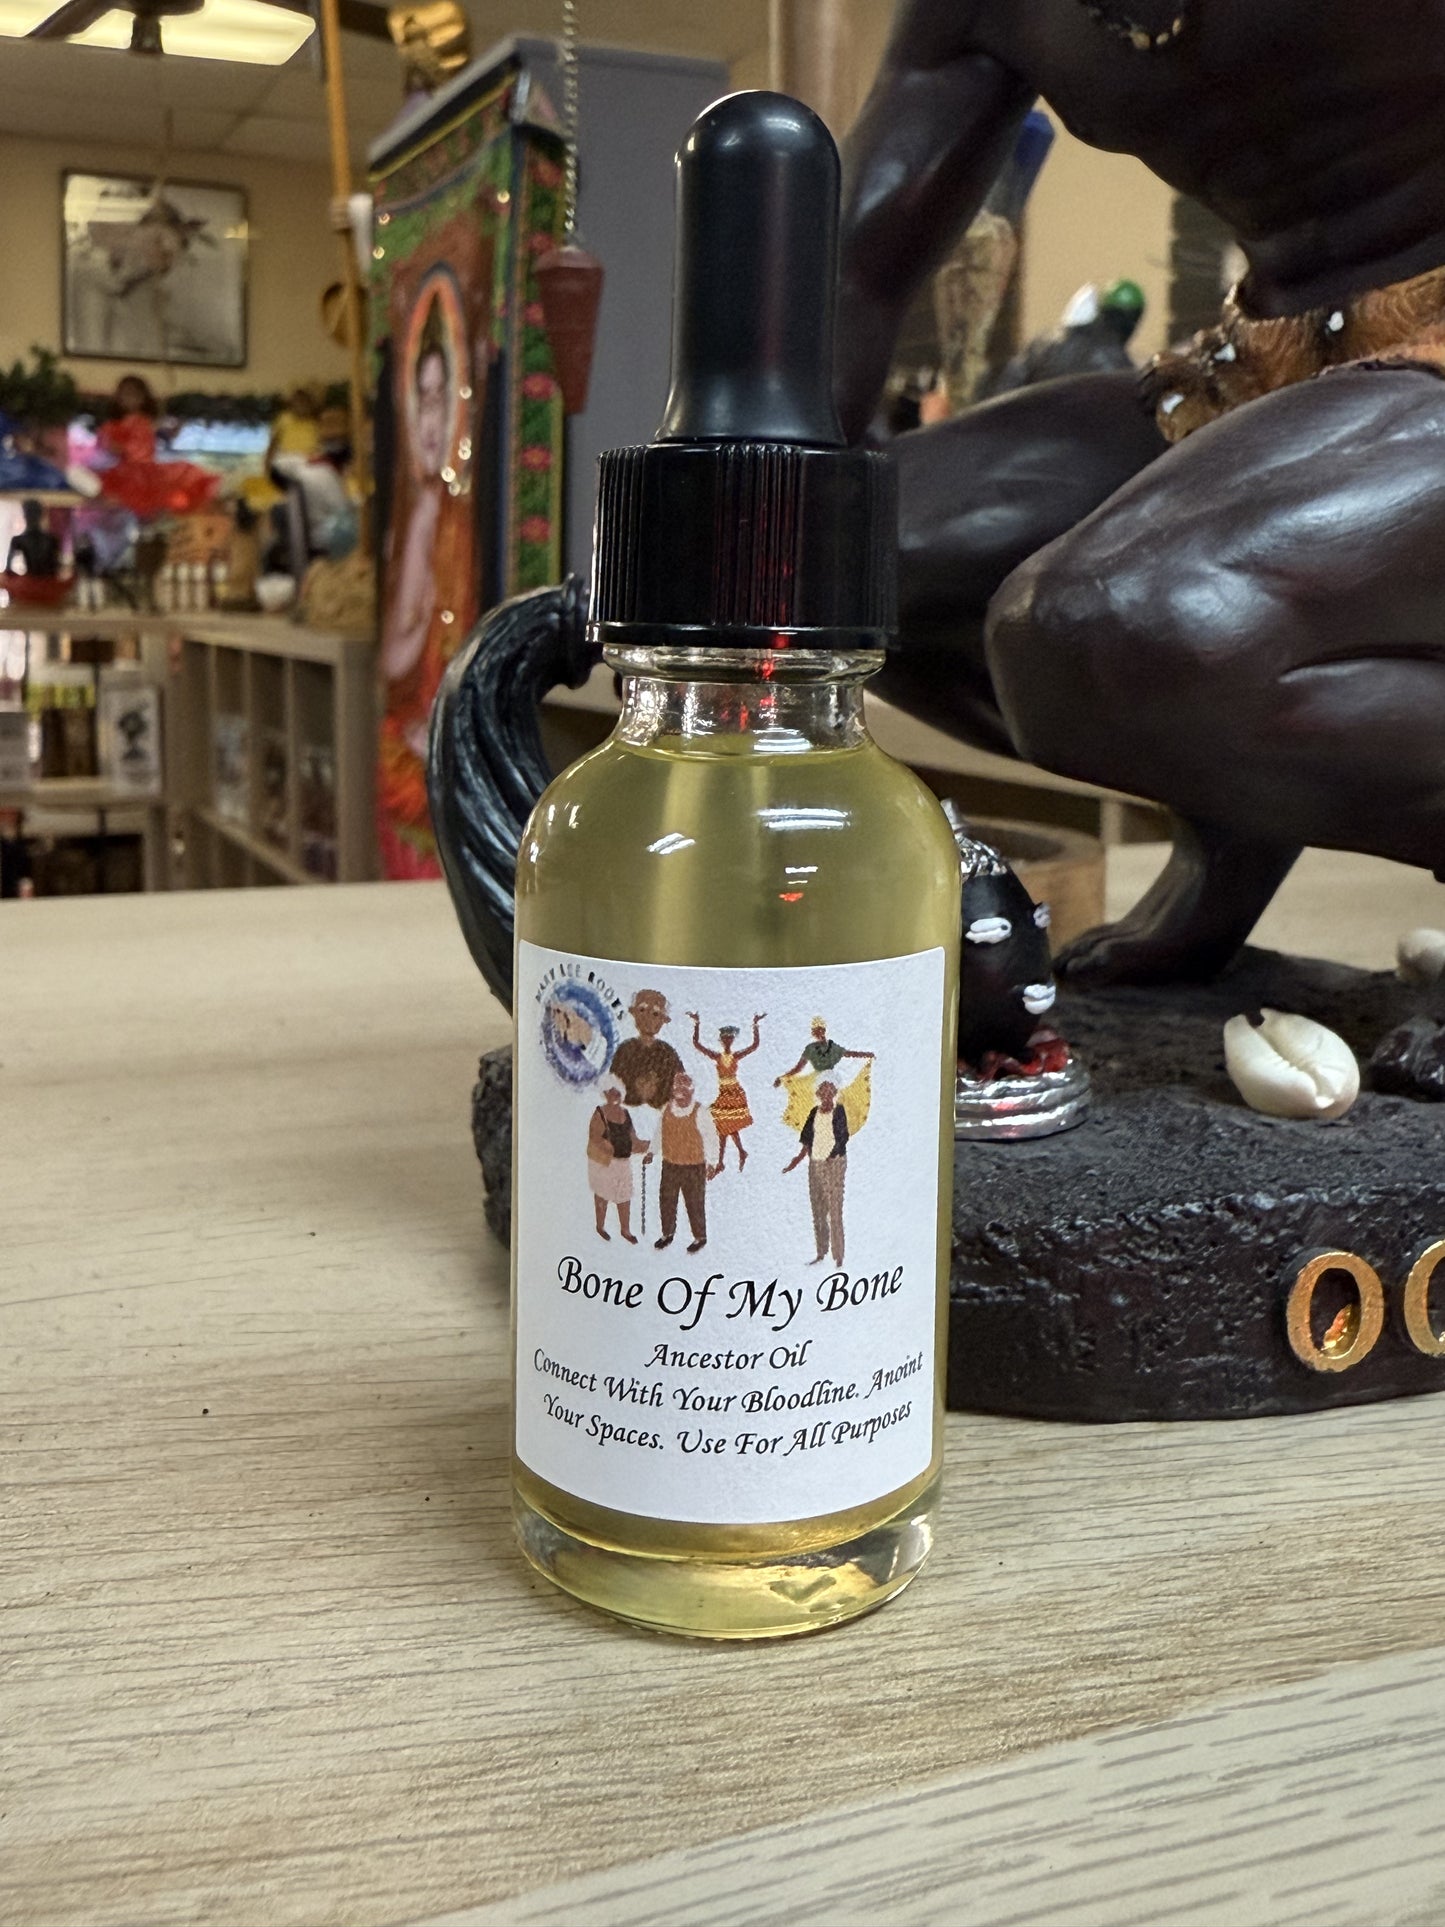 Bone Of My Bone
Ancestor Oil
Connect With Your Bloodline. Anoint
Your Spaces. Use For All Purposes